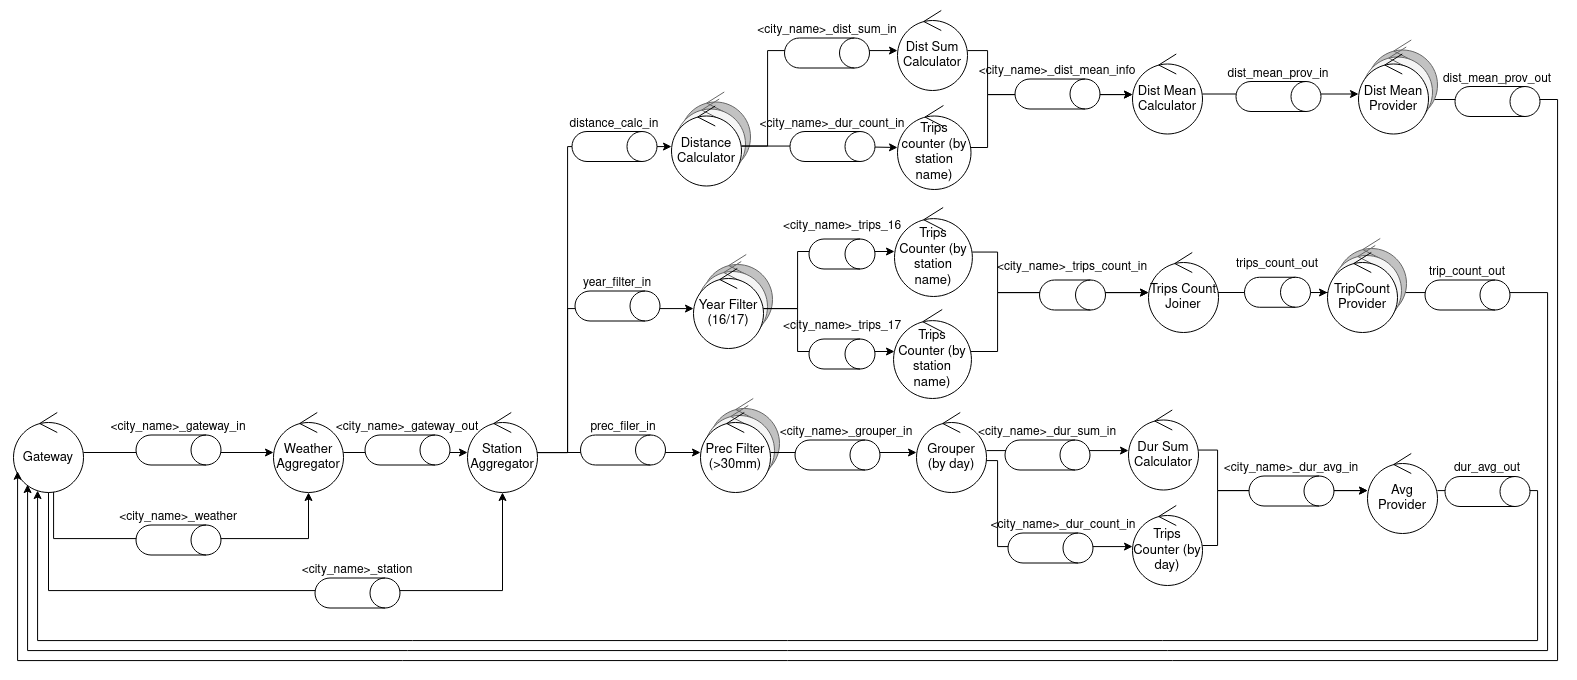 <city_name>_dist_sum_in
Dist Sum
Calculator
<city_name>_dist_mean_info
Dist Mean
Calculator
dist_mean_prov_in
Dist Mean
Provider
dist_mean_prov_out
distance_calc_in
Distance
Calculator
<city_name>_dur_count_in
Trips
counter (by
station
name)
year_filter_in
Year Filter
(16/17)
<city_name>_trips_16
Trips
Counter (by
station
name)
<city_name>_trips_17
Trips
Counter (by
station
name)
<city_name>_trips_count_in
Trips Count
Joiner
trips_count_out
TripCount
Provider
trip_count_out
Gateway
<city_name>_gateway_in
Weather
Aggregator
<city_name>_gateway_out
Station
Aggregator
prec_filer_in
Prec Filter
(>30mm)
<city_name>_grouper_in
Grouper
(by day)
<city_name>_dur_sum_in
Dur Sum
Calculator
<city_name>_dur_count_in
Trips
Counter (by
day)
<city_name>_dur_avg_in
Avg
Provider
dur_avg_out
<city_name>_weather
<city_name>_station